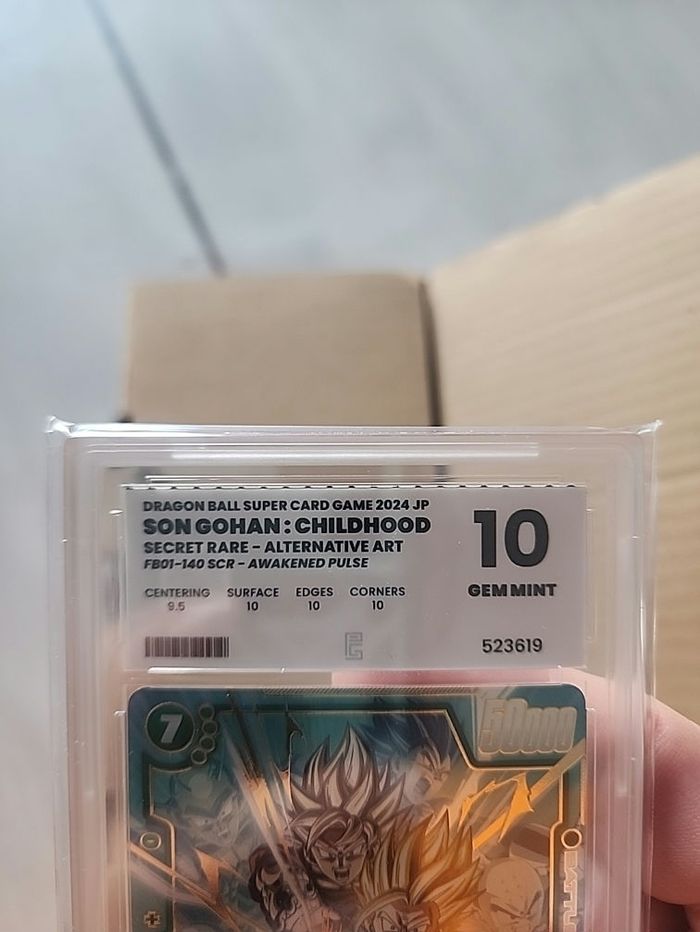 DRAGON BALL SUPER CARD GAME 2024 JP
SON GOHAN : CHILDHOOD
SECRET RARE - ALTERNATIVE ART
FB01-140 SCR - AWAKENED PULSE
10
GEM MINT
CENTERING SURFACE EDGES CORNERS
9.5 10 10 10
523619
7
50000